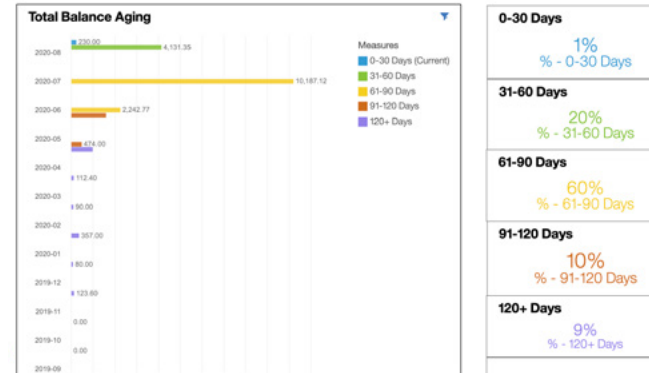 Total Balance Aging
2020-08
230.00
4,131.35
2020-07
10,187.12
2020-06
2,242.77
2020-05
474.00
2020-04
112.40
2020-03
90.00
2020-02
357.00
2020-01
80.00
2019-12
123.60
2019-11
0.00
2019-10
0.00
2019-09
Measures
0-30 Days (Current)
31-60 Days
61-90 Days
91-120 Days
120+ Days
0-30 Days
1%
% - 0-30 Days
31-60 Days
20%
% - 31-60 Days
61-90 Days
60%
% - 61-90 Days
91-120 Days
10%
% - 91-120 Days
120+ Days
9%
% - 120+ Days